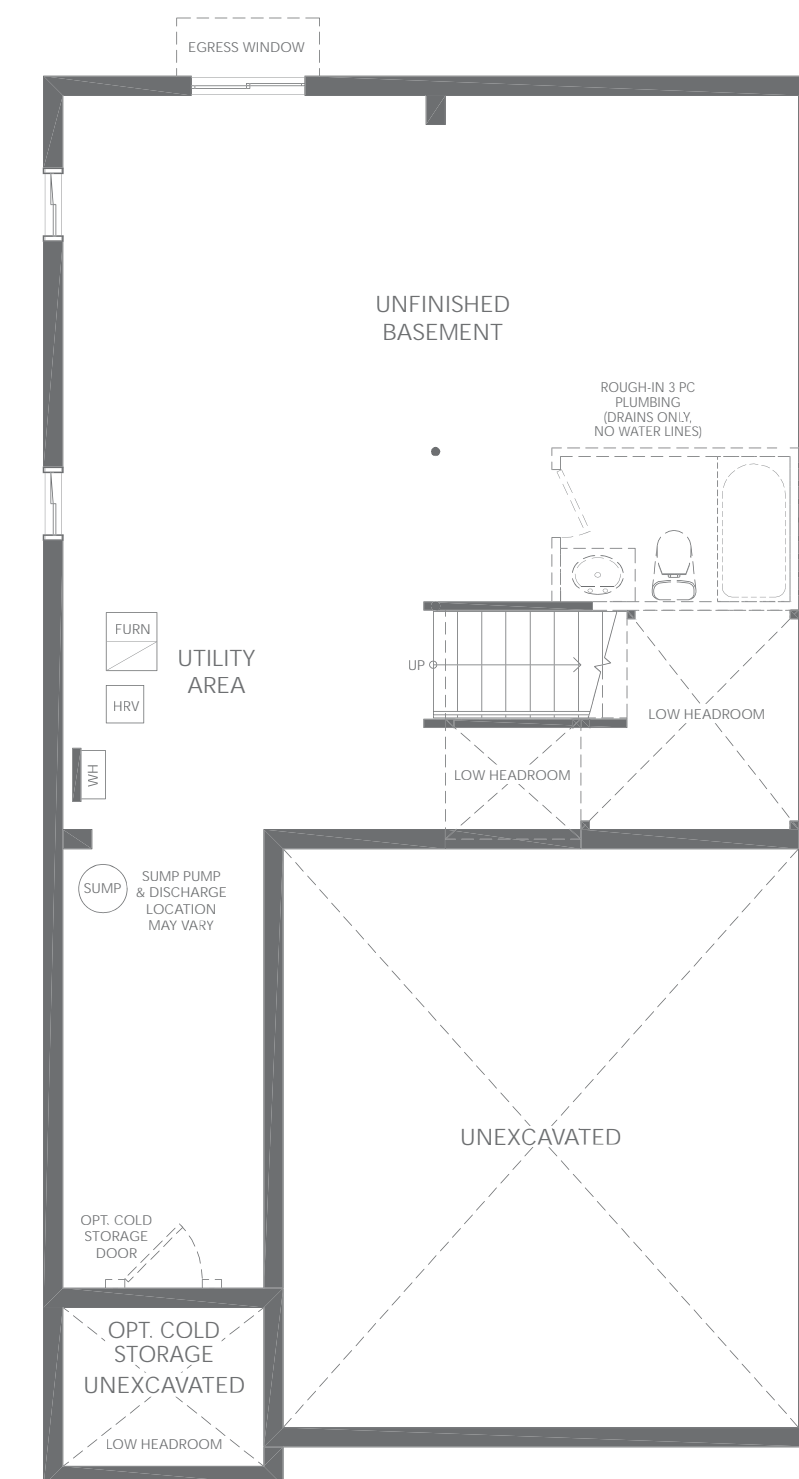 EGRESS WINDOW
UNFINISHED
BASEMENT
ROUGH-IN 3 PC
PLUMBING
(DRAINS ONLY,
NO WATER LINES)
FURN
UTILITY
AREA
HRV
UP
LOW HEADROOM
WH
LOW HEADROOM
SUMP
SUMP PUMP
& DISCHARGE
LOCATION
MAY VARY
UNEXCAVATED
OPT. COLD
STORAGE
DOOR
OPT. COLD
STORAGE
UNEXCAVATED
LOW HEADROOM